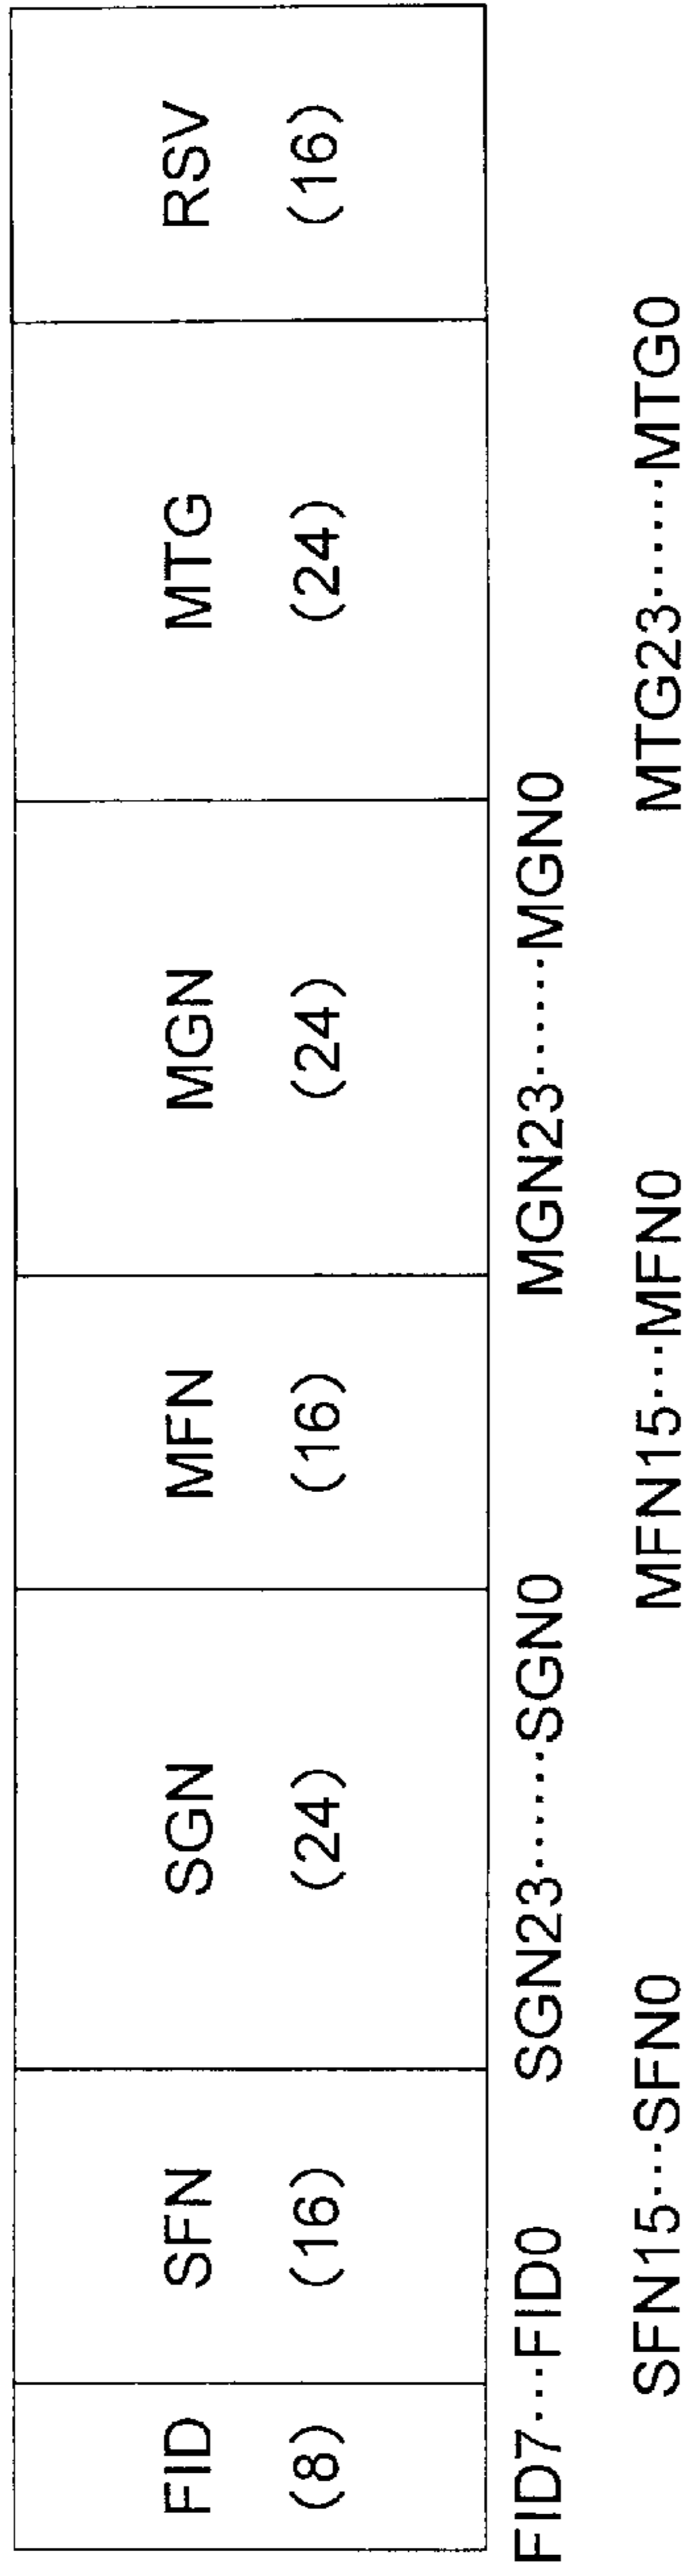 FID SFN SGN MFN MGN MTG RSV
(8) (16) (24) (16) (24) (24) (16)
FID7···FID0 SGN23······SGN0 MGN23······MGN0
SFN15···SFN0 MFN15···MFN0 MTG23······MTG0